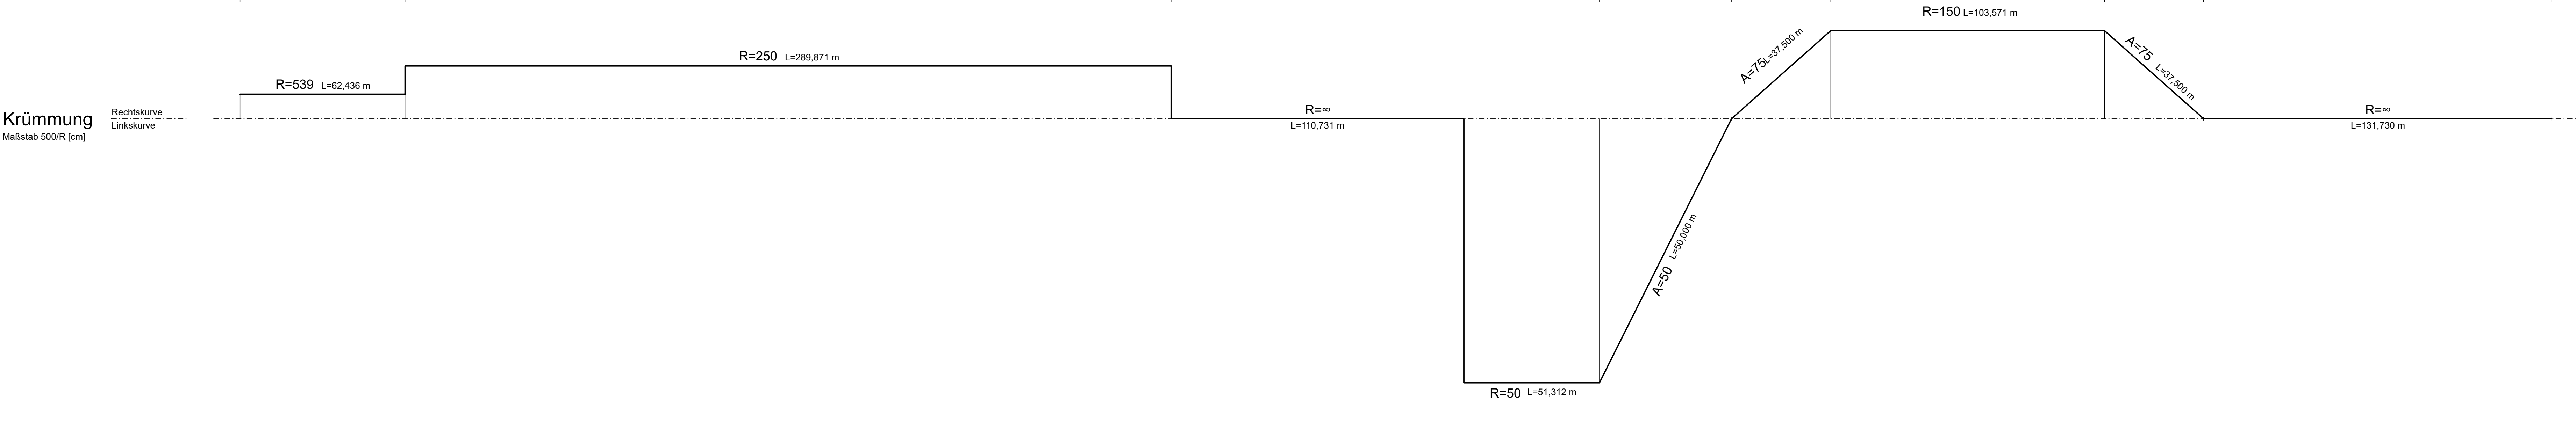 Krümmung
Maßstab 500/R [cm]
Rechtskurve
Linkskurve
R=539 L=62,436 m
R=250 L=289,871 m
R=∞
L=110,731 m
R=50 L=51,312 m
A=50 L=50,000 m
A=75 L=37,500 m
R=150 L=103,571 m
A=75 L=37,500 m
R=∞
L=131,730 m